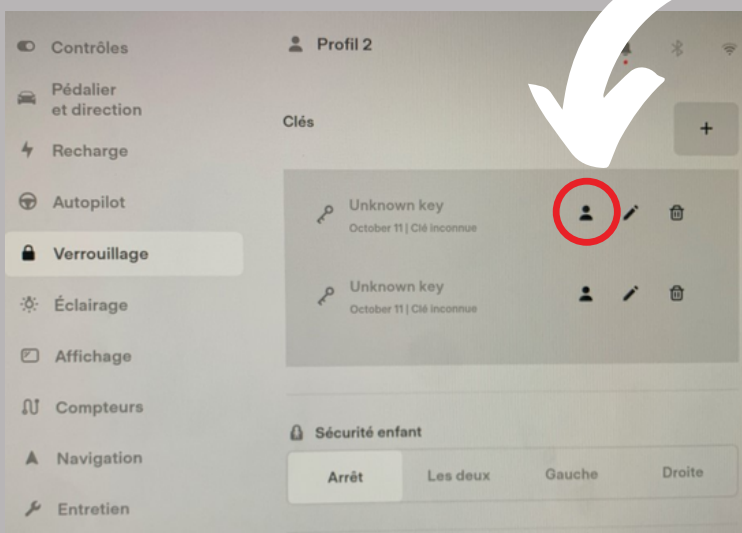 Contrôles
Pédalier
et direction
Recharge
Autopilot
Verrouillage
Éclairage
Affichage
Compteurs
Navigation
Entretien
Profil 2
Clés
+
Unknown key
October 11 | Clé inconnue
Unknown key
October 11 | Clé inconnue
Sécurité enfant
Arrêt
Les deux
Gauche
Droite